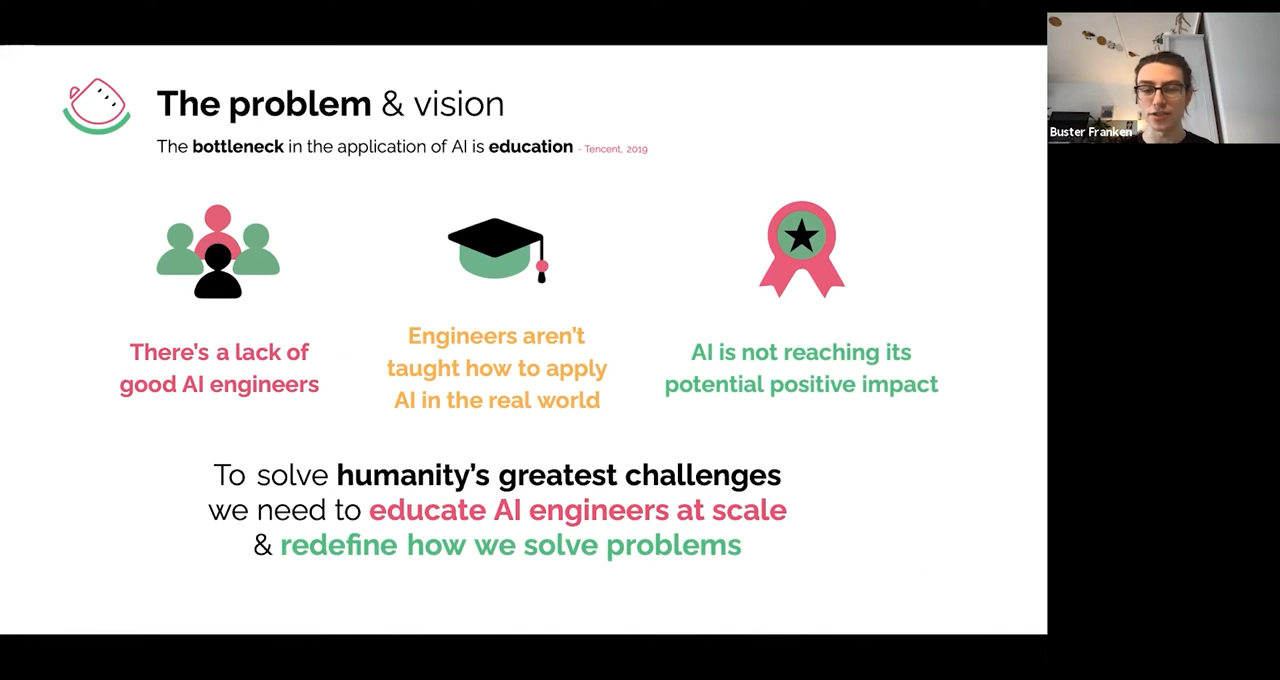 The problem & vision
The bottleneck in the application of AI is education - Tencent, 2019
There's a lack of
good AI engineers
Engineers aren't
taught how to apply
AI in the real world
AI is not reaching its
potential positive impact
To solve humanity's greatest challenges
we need to educate AI engineers at scale
& redefine how we solve problems
Buster Franken